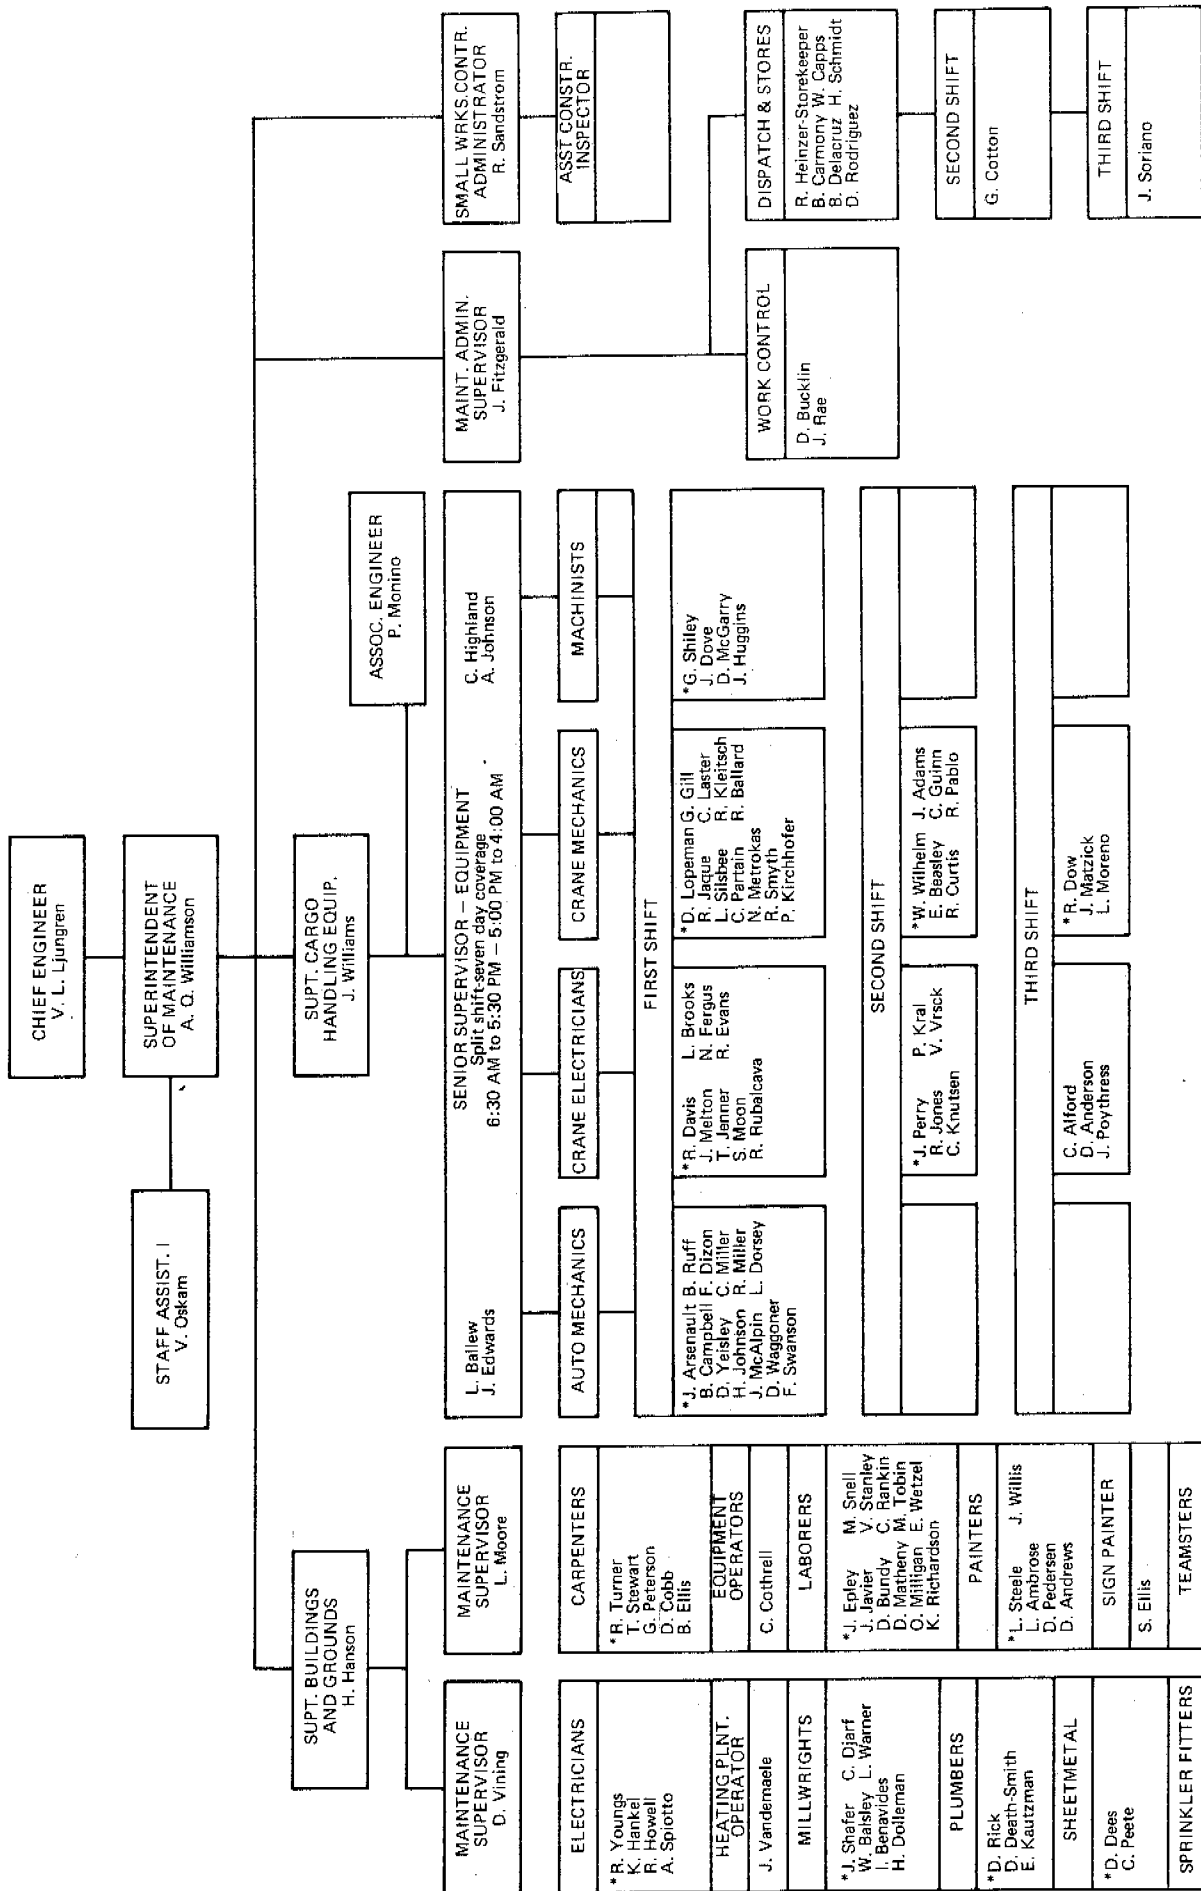 CHIEF ENGINEER
V. L. Ljungren
SUPERINTENDENT
OF MAINTENANCE
A. Q. Williamson
STAFF ASSIST. I
V. Oskam
SUPT. BUILDINGS
AND GROUNDS
H. Hanson
SUPT. CARGO
HANDLING EQUIP.
J. Williams
ASSOC. ENGINEER
P. Monino
MAINTENANCE
SUPERVISOR
D. Vining
MAINTENANCE
SUPERVISOR
L. Moore
SENIOR SUPERVISOR – EQUIPMENT
Split shift-seven day coverage
6:30 AM to 5:30 PM – 5:00 PM to 4:00 AM
L. Ballew
J. Edwards
C. Highland
A. Johnson
MAINT. ADMIN.
SUPERVISOR
J. Fitzgerald
SMALL WRKS.CONTR.
ADMINISTRATOR
R. Sandstrom
ASST CONSTR.
INSPECTOR
ELECTRICIANS
*R. Youngs
K. Hankel
R. Howell
A. Spiotto
HEATING PLNT.
OPERATOR
J. Vandemaele
MILLWRIGHTS
*J. Shafer C. Djarf
W. Balsley L. Warner
I. Benavides
H. Dolleman
PLUMBERS
*D. Rick
D. Death-Smith
E. Kautzman
SHEETMETAL
*D. Dees
C. Peete
SPRINKLER FITTERS
CARPENTERS
*R. Turner
T. Stewart
G. Peterson
D. Cobb
B. Ellis
EQUIPMENT
OPERATORS
C. Cothrell
LABORERS
*J. Epley M. Snell
J. Javier V. Stanley
D. Bundy C. Rankin
D. Matheny M. Tobin
O. Milligan E. Wetzel
K. Richardson
PAINTERS
*L. Steele J. Willis
L. Ambrose
D. Pedersen
D. Andrews
SIGN PAINTER
S. Ellis
TEAMSTERS
AUTO MECHANICS
CRANE ELECTRICIANS
CRANE MECHANICS
MACHINISTS
FIRST SHIFT
*J. Arsenault B. Ruff
B. Campbell F. Dizon
D. Yeisley C. Miller
H. Johnson R. Miller
J. McAlpin L. Dorsey
D. Waggoner
F. Swanson
*R. Davis L. Brooks
J. Melton N. Fergus
T. Jenner R. Evans
S. Moon
R. Rubalcava
*D. Lopeman G. Gill
R. Jaque C. Laster
L. Silsbee R. Kleitsch
C. Partain R. Ballard
N. Metrokas
R. Smyth
P. Kirchhofer
*G. Shiley
J. Dove
D. McGarry
J. Huggins
SECOND SHIFT
*J. Perry P. Kral
R. Jones V. Vrsck
C. Knutsen
*W. Wilhelm J. Adams
E. Beasley C. Guinn
R. Curtis R. Pablo
THIRD SHIFT
C. Alford
D. Anderson
J. Poythress
*R. Dow
J. Matzick
L. Moreno
WORK CONTROL
D. Bucklin
J. Rae
DISPATCH & STORES
R. Heinzer-Storekeeper
B. Carmony W. Capps
B. Delacruz H. Schmidt
D. Rodriguez
SECOND SHIFT
G. Cotton
THIRD SHIFT
J. Soriano